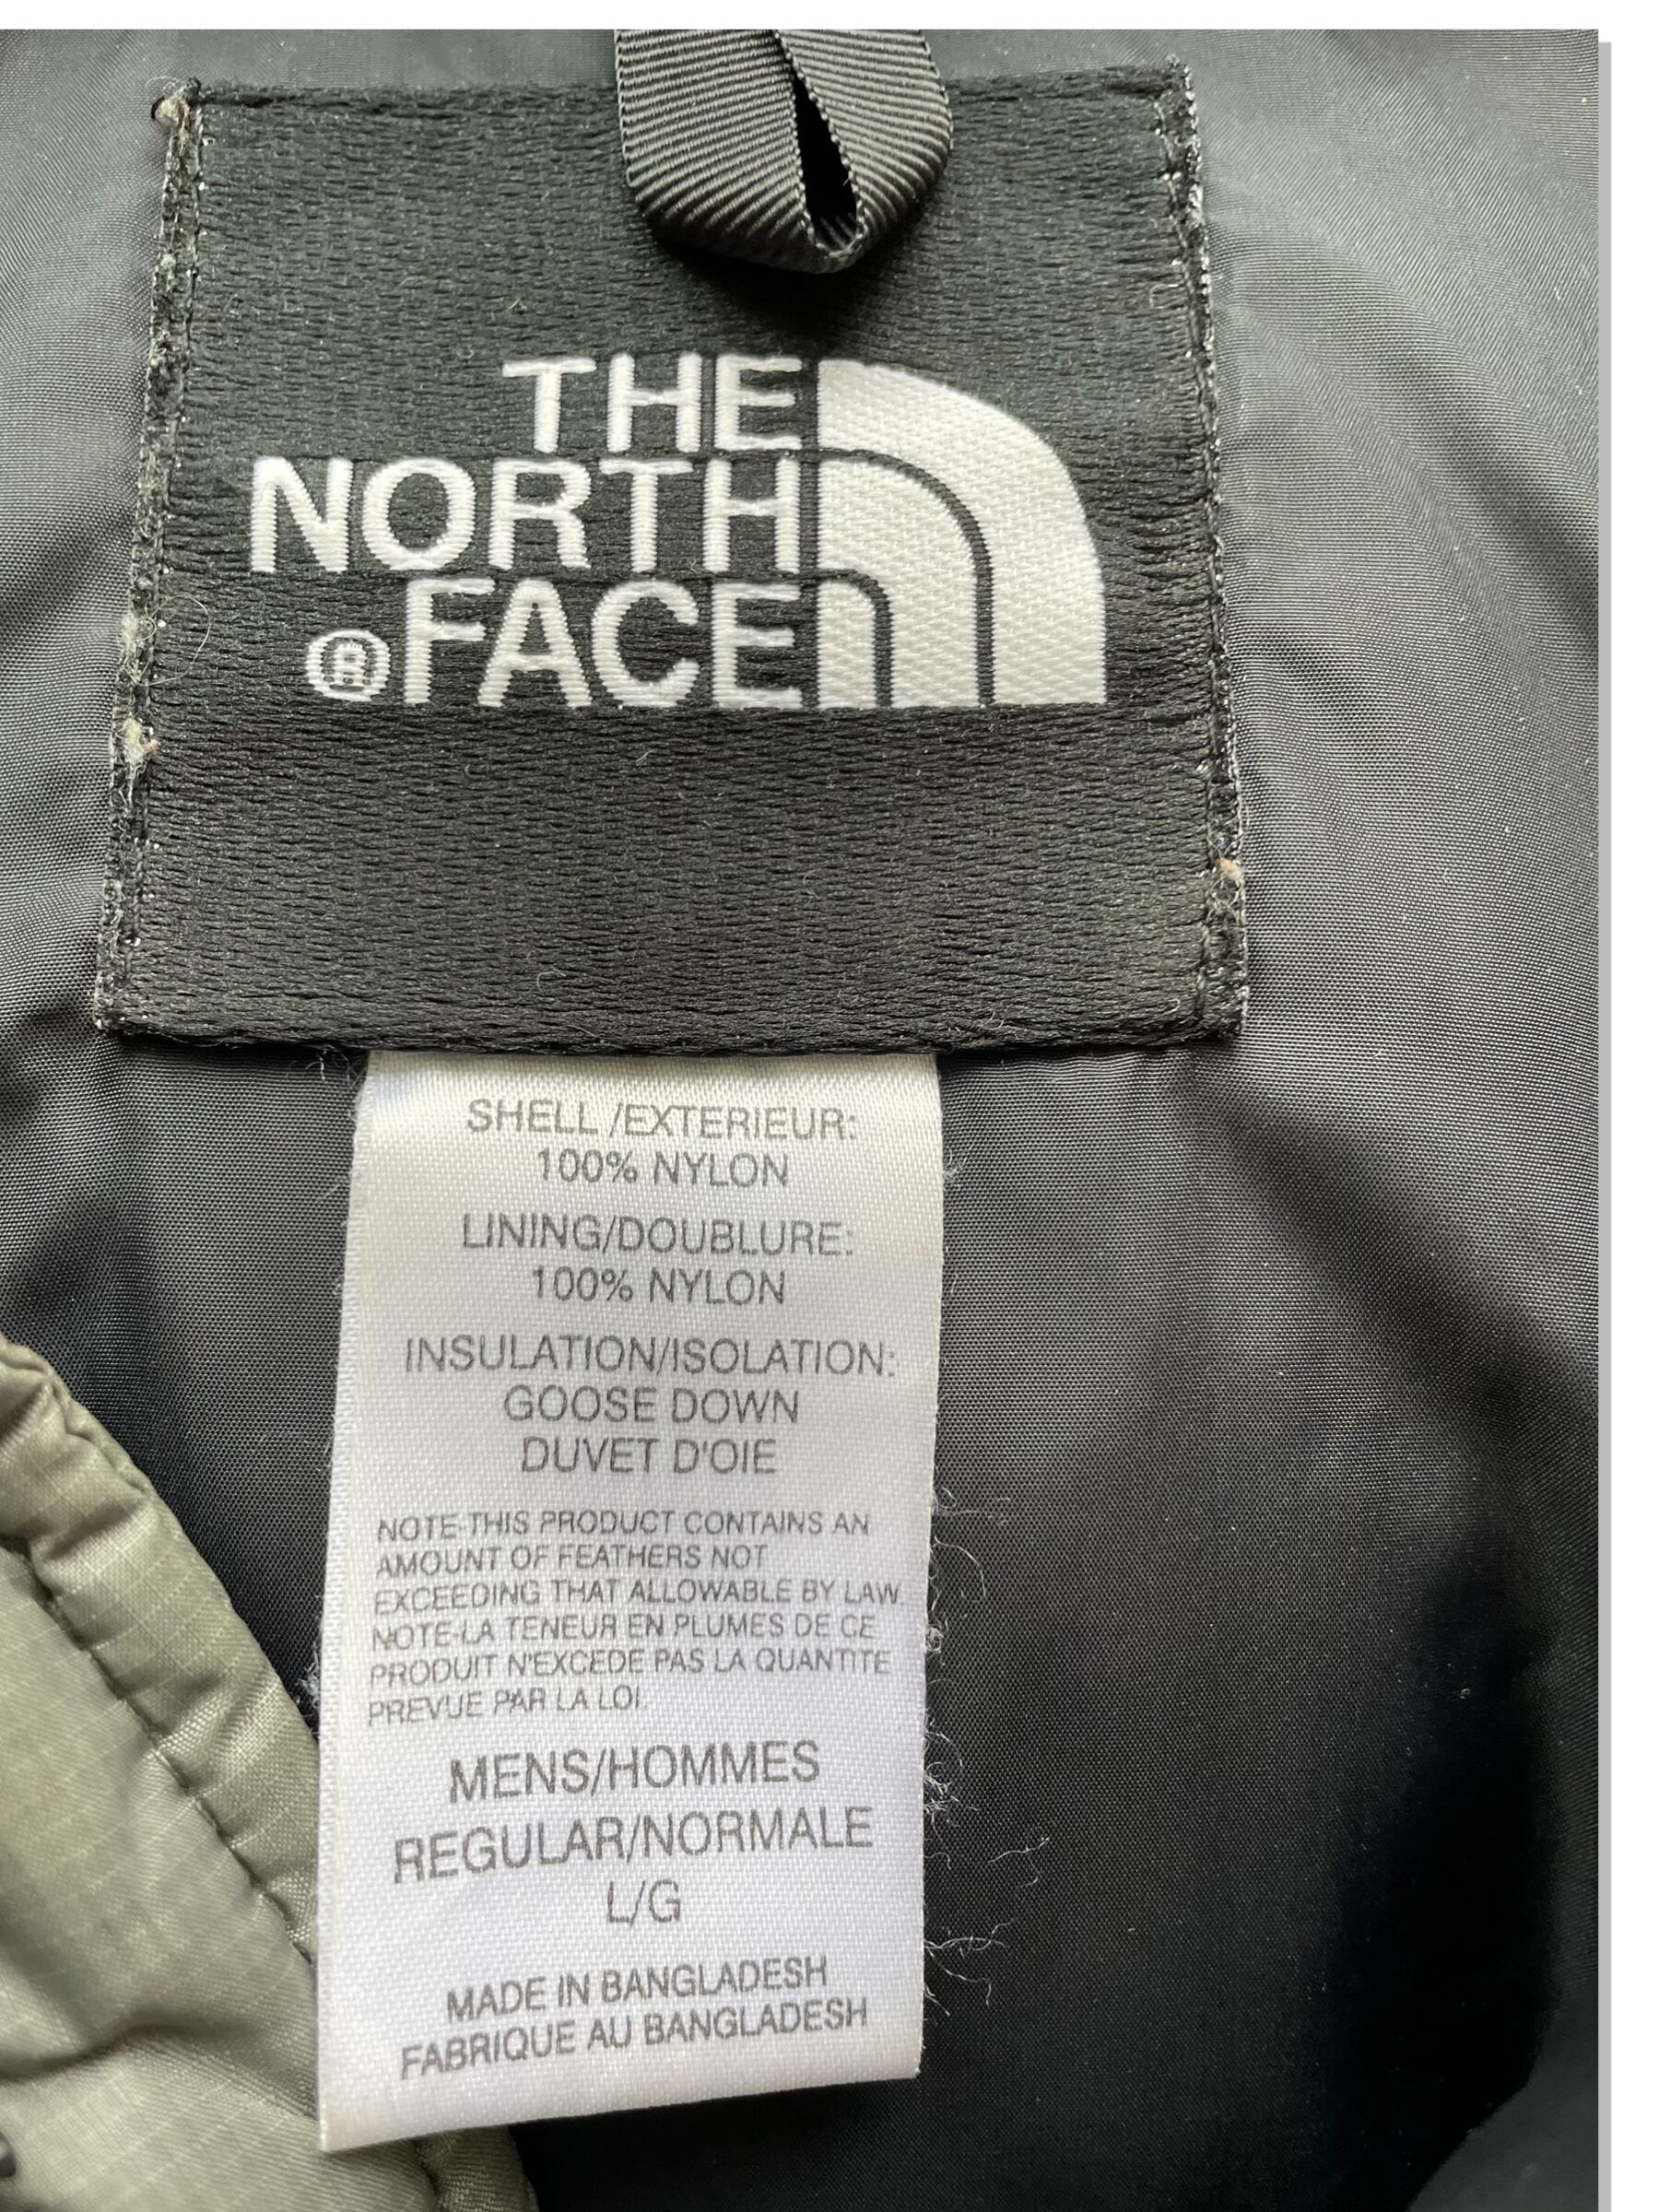 THE
NORTH
®FACE
SHELL /EXTERIEUR:
100% NYLON
LINING/DOUBLURE:
100% NYLON
INSULATION/ISOLATION:
GOOSE DOWN
DUVET D'OIE
NOTE-THIS PRODUCT CONTAINS AN
AMOUNT OF FEATHERS NOT
EXCEEDING THAT ALLOWABLE BY LAW.
NOTE-LA TENEUR EN PLUMES DE CE
PRODUIT N'EXCEDE PAS LA QUANTITE
PREVUE PAR LA LOI.
MENS/HOMMES
REGULAR/NORMALE
L/G
MADE IN BANGLADESH
FABRIQUE AU BANGLADESH